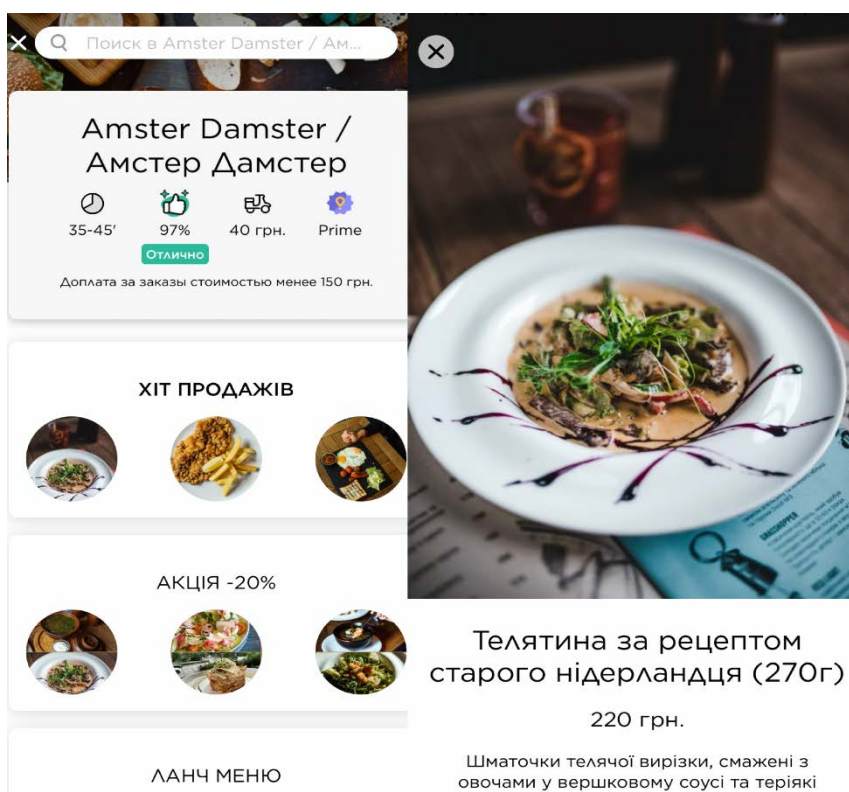 Поиск в Amster Damster / Ам...
Amster Damster /
Амстер Дамстер
35-45'
97%
40 грн.
Prime
Отлично
Доплата за заказы стоимостью менее 150 грн.
ХІТ ПРОДАЖІВ
АКЦІЯ -20%
ЛАНЧ МЕНЮ
GRASSHOPPER
Телятина за рецептом
старого нідерландця (270г)
220 грн.
Шматочки телячої вирізки, смажені з
овочами у вершковому соусі та теріякі